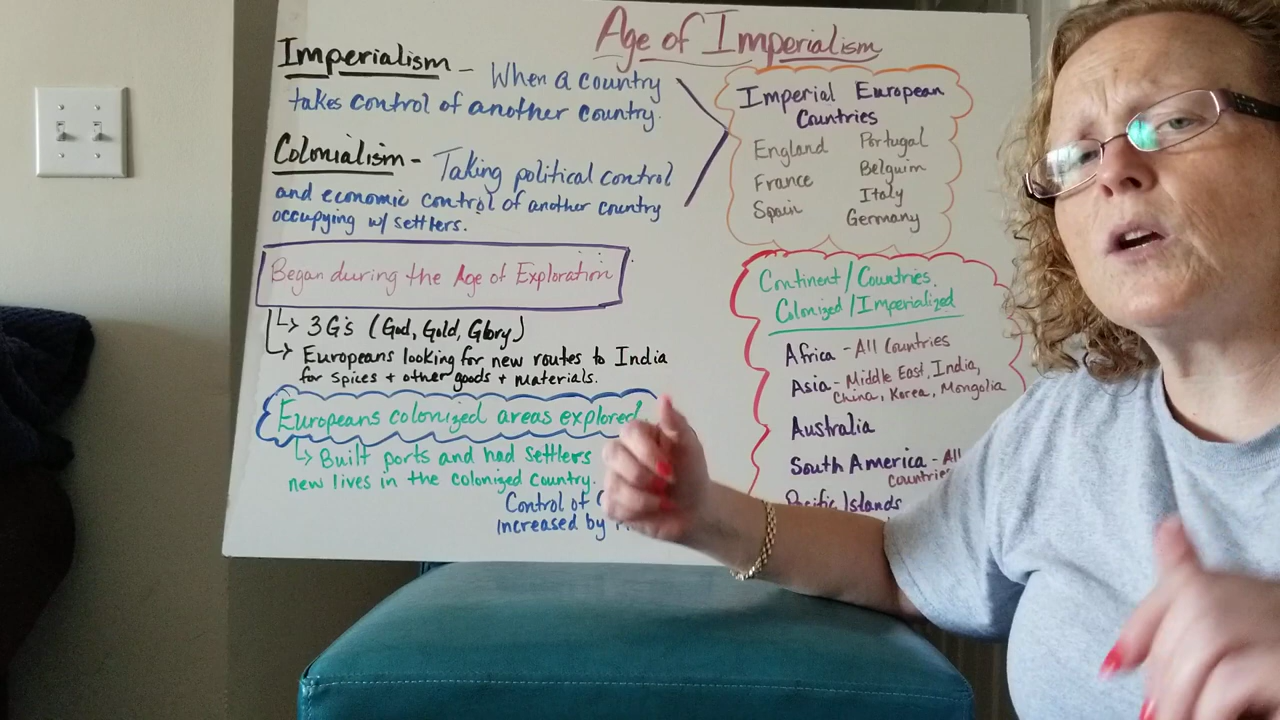 Age of Imperialism
Imperialism - When a country
takes control of another country.
Colonialism - Taking political control
and economic control of another country
occupying w/ settlers.
Began during the Age of Exploration
3 G's (God, Gold, Glory)
Europeans looking for new routes to India
for spices + other goods + materials.
Europeans colonized areas explored
Built ports and had settlers
new lives in the colonized country.
Control of
increased by
Imperial European
Countries
England Portugal
France Belguim
Spain Italy
Germany
Continent/Countries
Colonized/Imperialized
Africa - All Countries
Asia - Middle East, India,
China, Korea, Mongolia
Australia
South America - All
countries
Pacific Islands